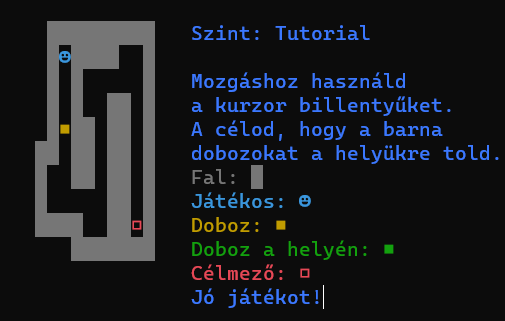 Szint: Tutorial
Mozgáshoz használd
a kurzor billentyűket.
A célod, hogy a barna
dobozokat a helyükre told.
Fal:
Játékos: ☻
Doboz: ■
Doboz a helyén: ■
Célmező: □
Jó játékot!